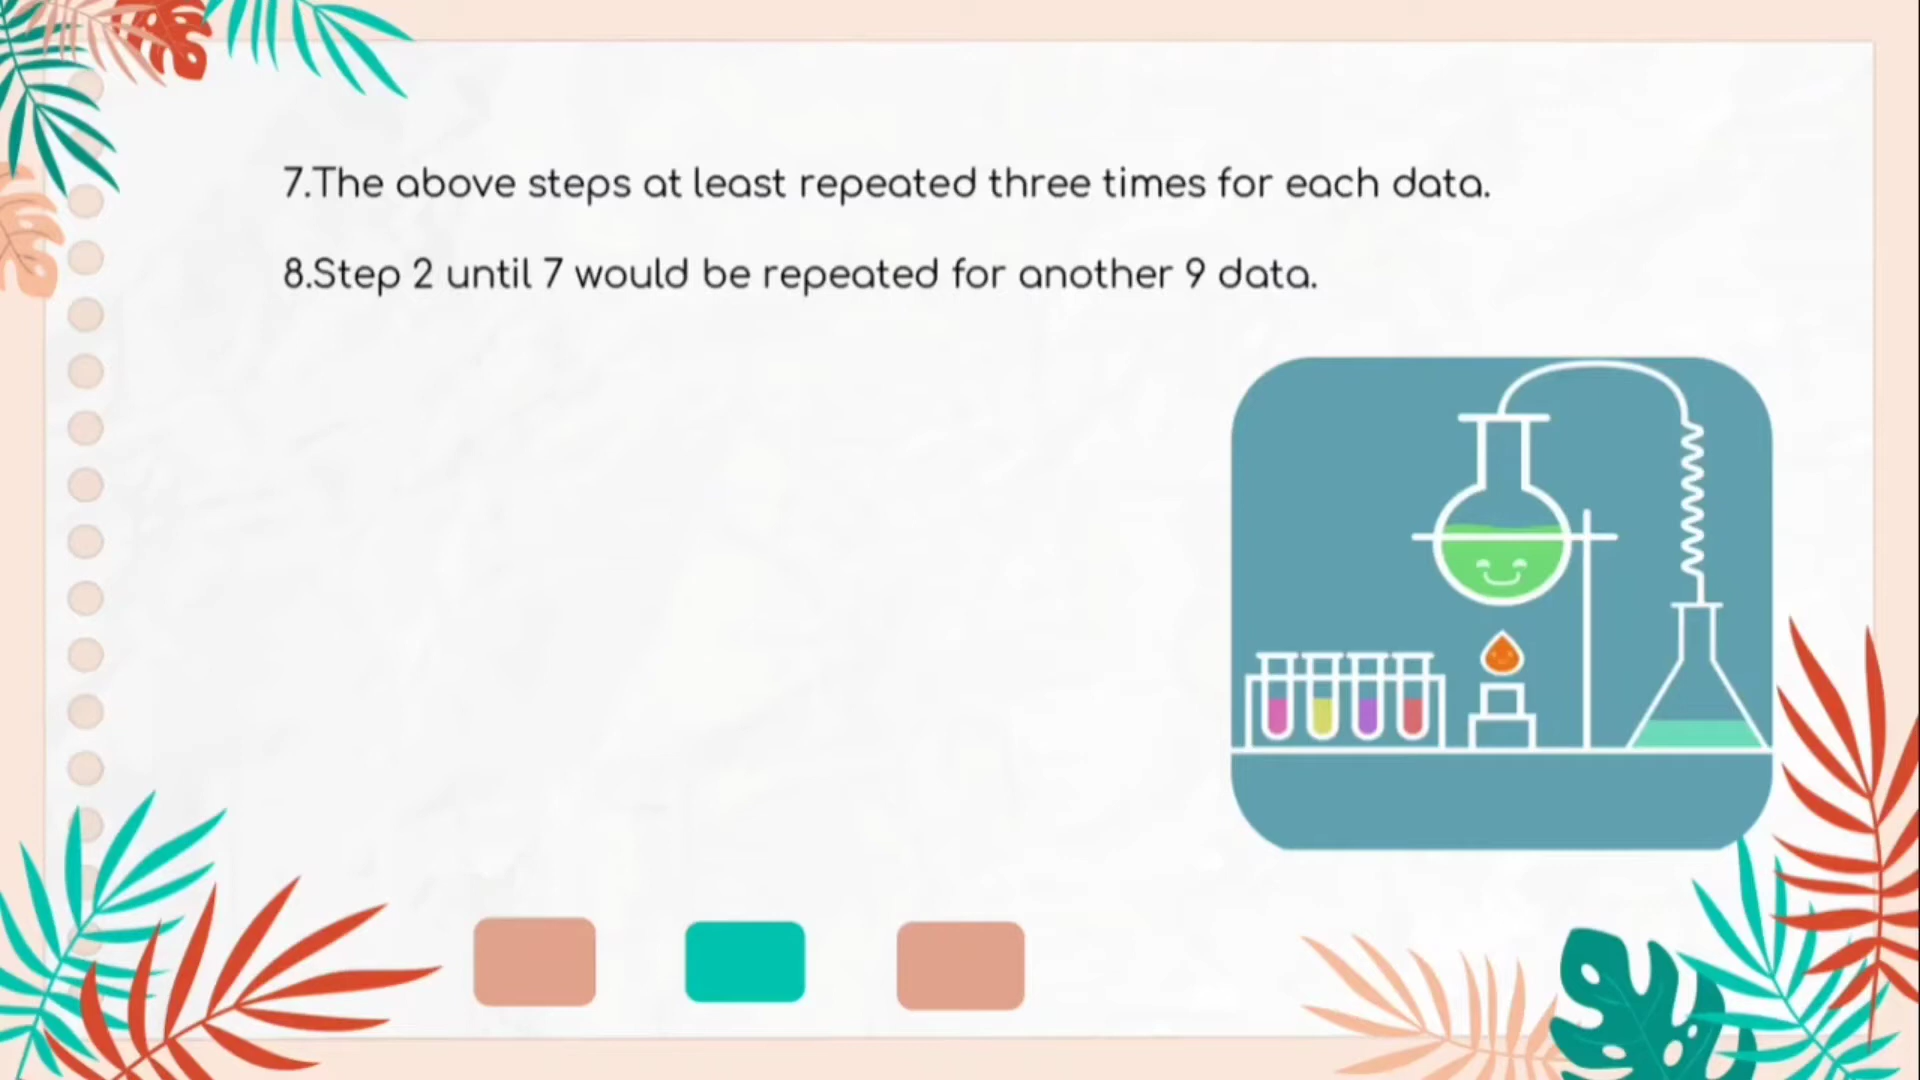 7.The above steps at least repeated three times for each data.
8.Step 2 until 7 would be repeated for another 9 data.